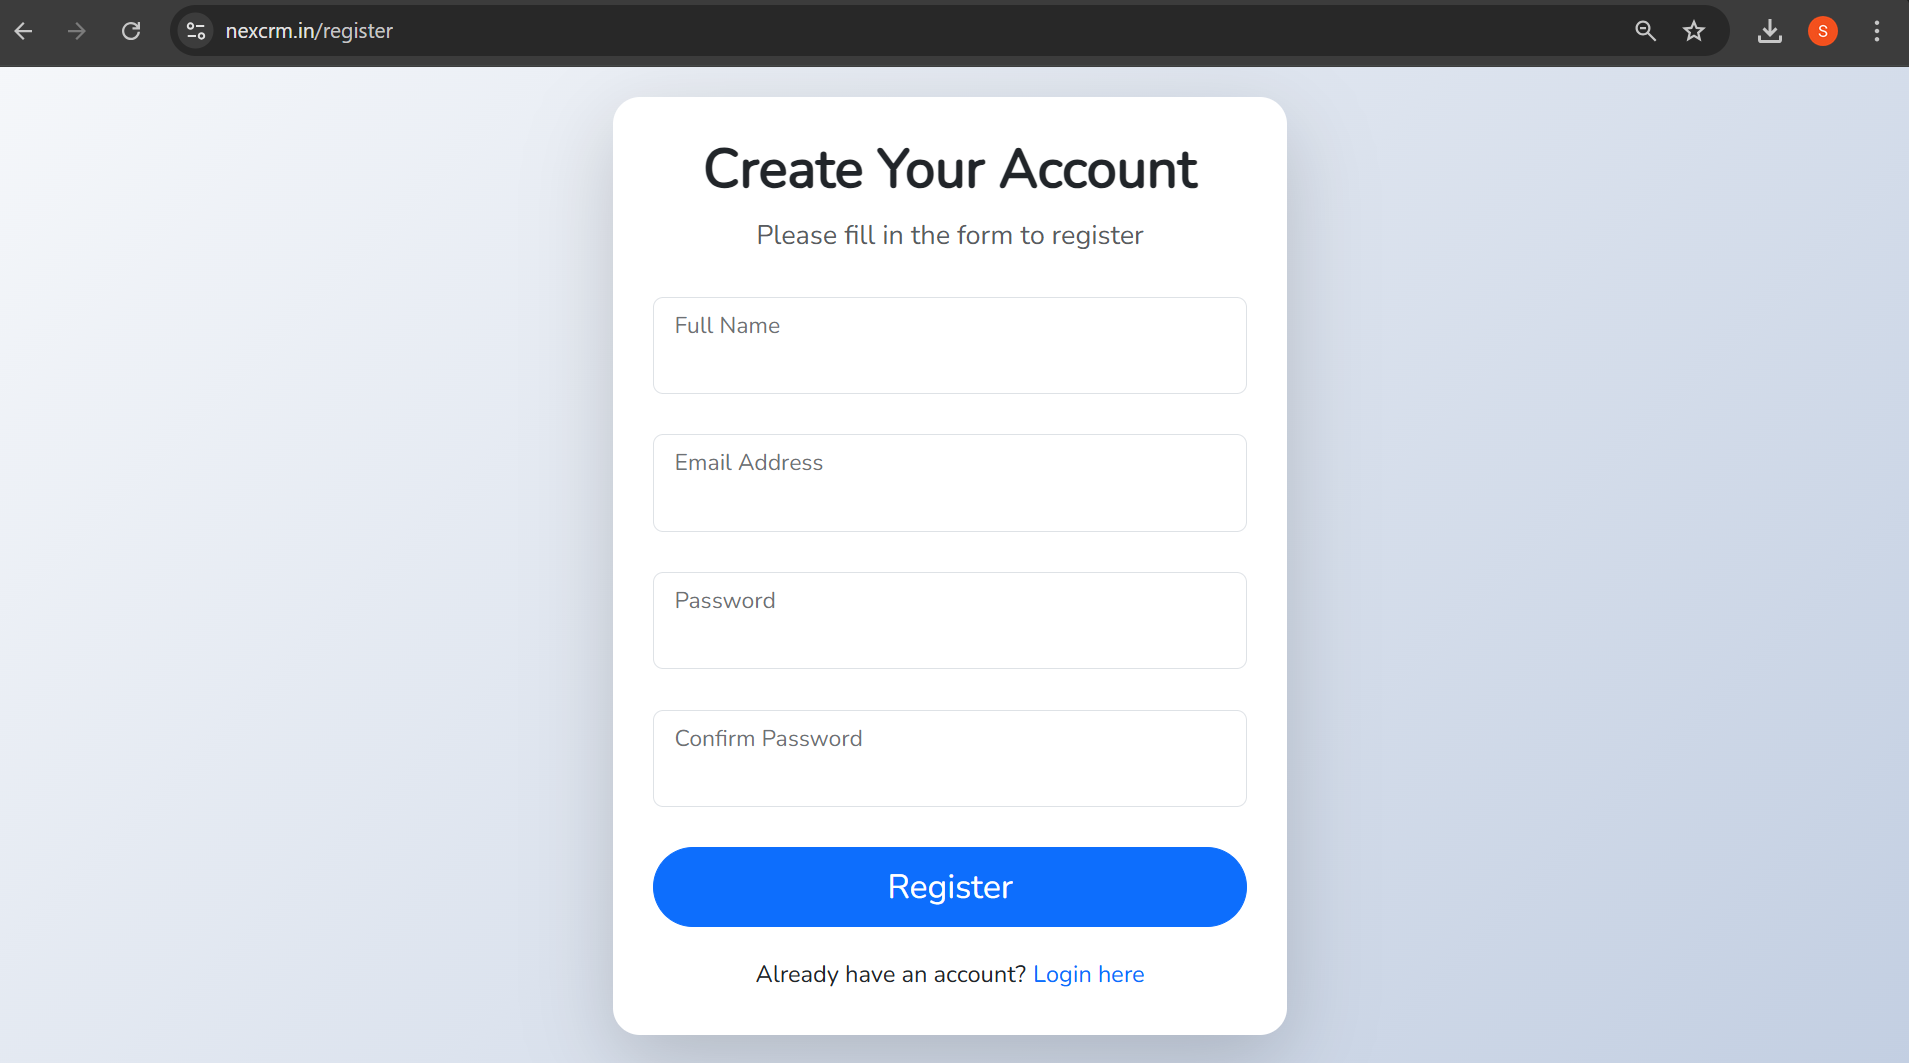 nexcrm.in/register
S
Create Your Account
Please fill in the form to register
Full Name
Email Address
Password
Confirm Password
Register
Already have an account? Login here